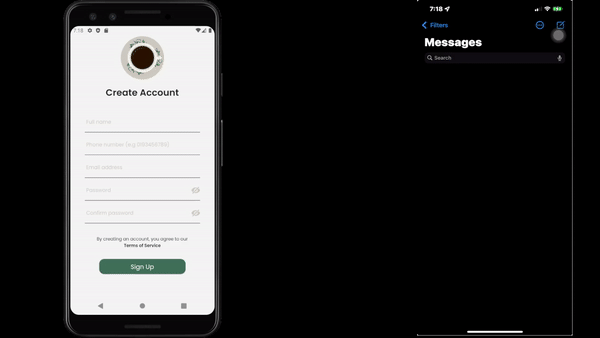 7:18
Create Account
Full name
Phone number (e.g.
Email address
Password
Confirm password
By creating an account, you agree to our
Terms of Service
Sign Up
7:18
Filters
Messages
Search